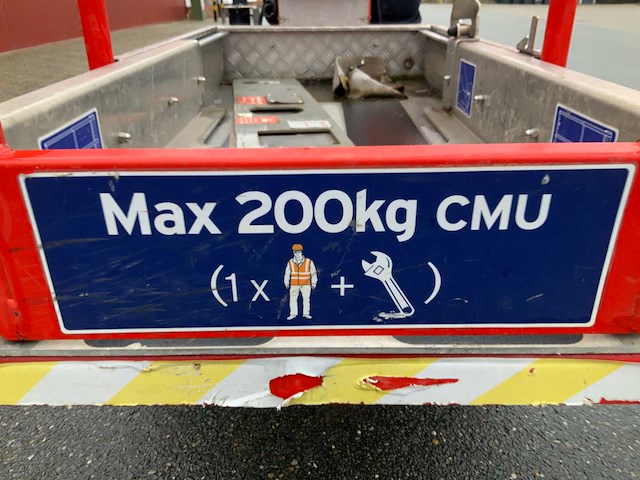 Max 200kg CMU
(1 x + )